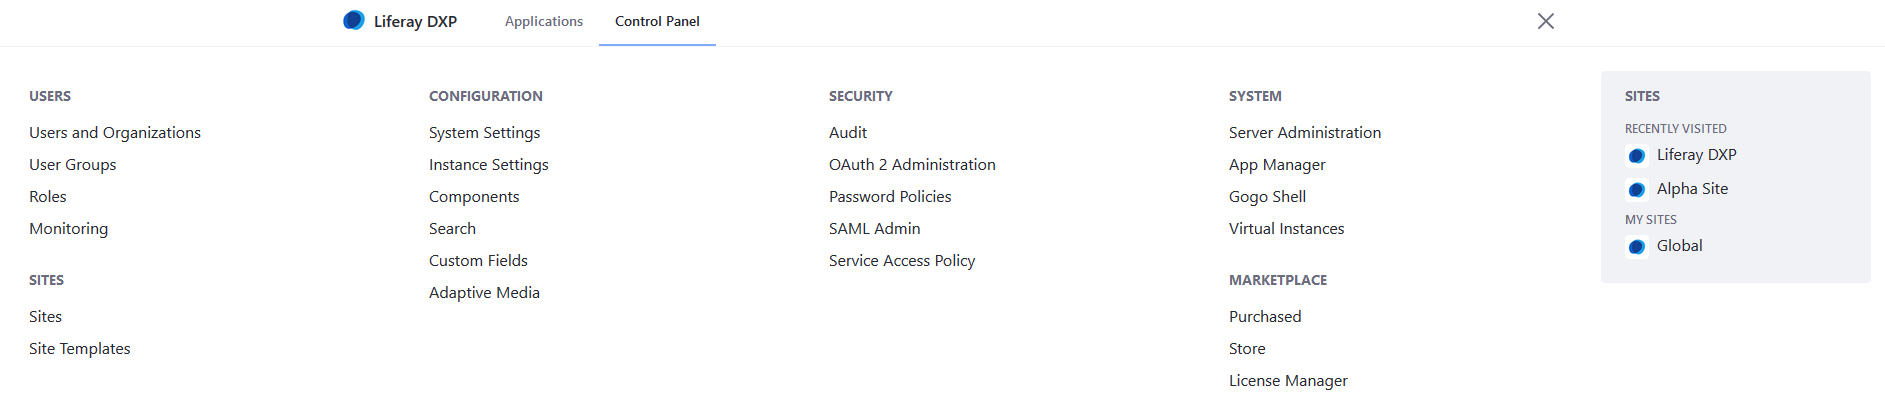 Liferay DXP
Applications
Control Panel
USERS
Users and Organizations
User Groups
Roles
Monitoring
SITES
Sites
Site Templates
CONFIGURATION
System Settings
Instance Settings
Components
Search
Custom Fields
Adaptive Media
SECURITY
Audit
OAuth 2 Administration
Password Policies
SAML Admin
Service Access Policy
SYSTEM
Server Administration
App Manager
Gogo Shell
Virtual Instances
MARKETPLACE
Purchased
Store
License Manager
SITES
RECENTLY VISITED
Liferay DXP
Alpha Site
MY SITES
Global